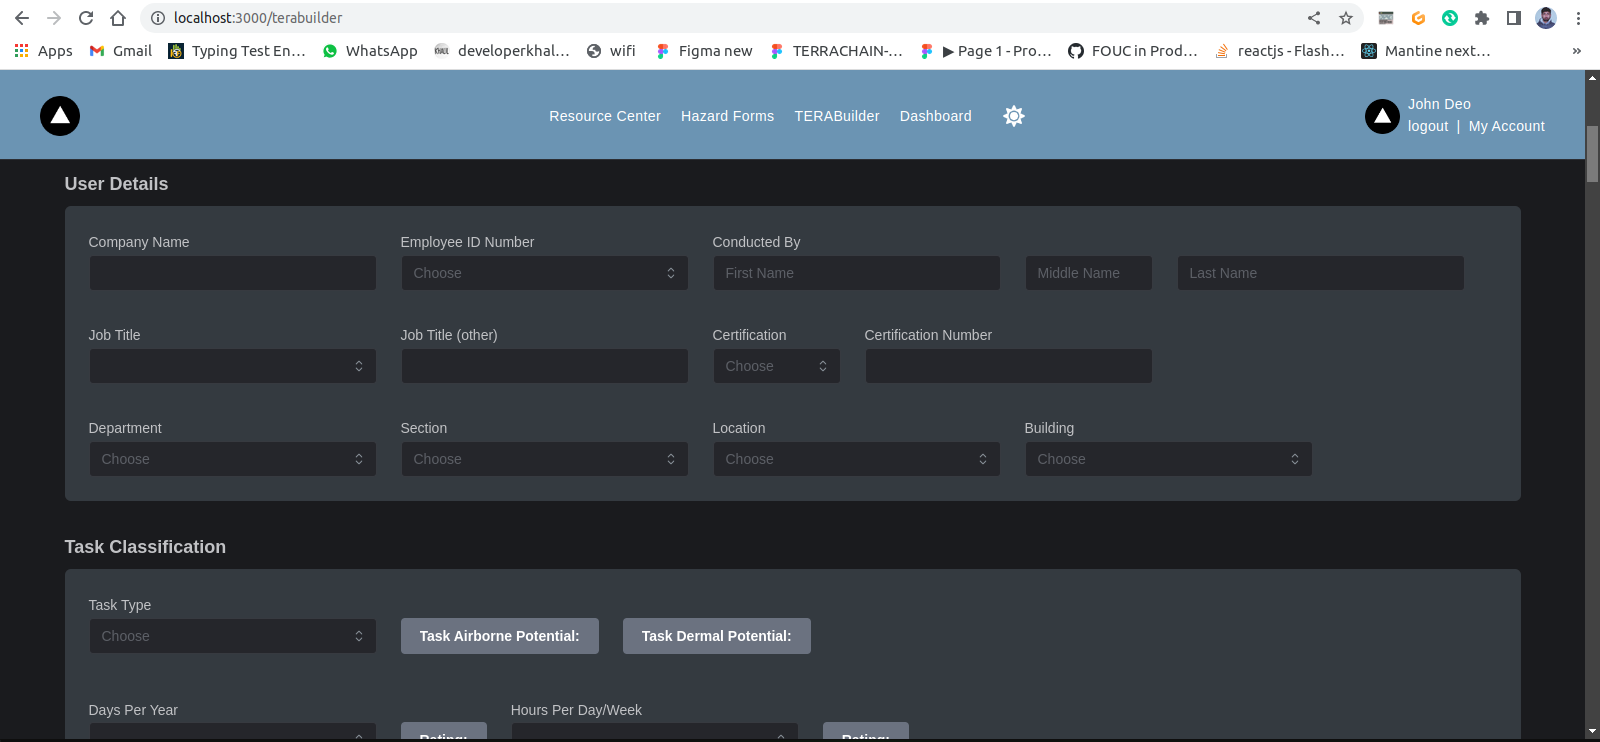 localhost:3000/terabuilder
Apps Gmail Typing Test En... WhatsApp developerkhal... wifi Figma new TERRACHAIN-... ▶ Page 1 - Pro... FOUC in Prod... reactjs - Flash... Mantine next... »
Resource Center Hazard Forms TERABuilder Dashboard
John Deo
logout | My Account
User Details
Company Name Employee ID Number Conducted By
Choose First Name Middle Name Last Name
Job Title Job Title (other) Certification Certification Number
Choose
Department Section Location Building
Choose Choose Choose Choose
Task Classification
Task Type
Choose Task Airborne Potential: Task Dermal Potential:
Days Per Year Hours Per Day/Week
Rating: Rating: